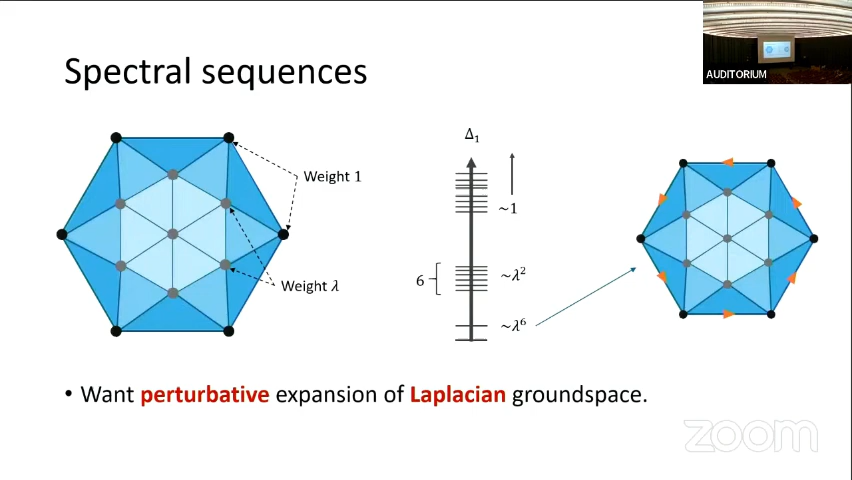 AUDITORIUM
Spectral sequences
Weight 1
Weight λ
Δ₁
~1
6
~λ²
~λ⁶
• Want perturbative expansion of Laplacian groundspace.
zoom